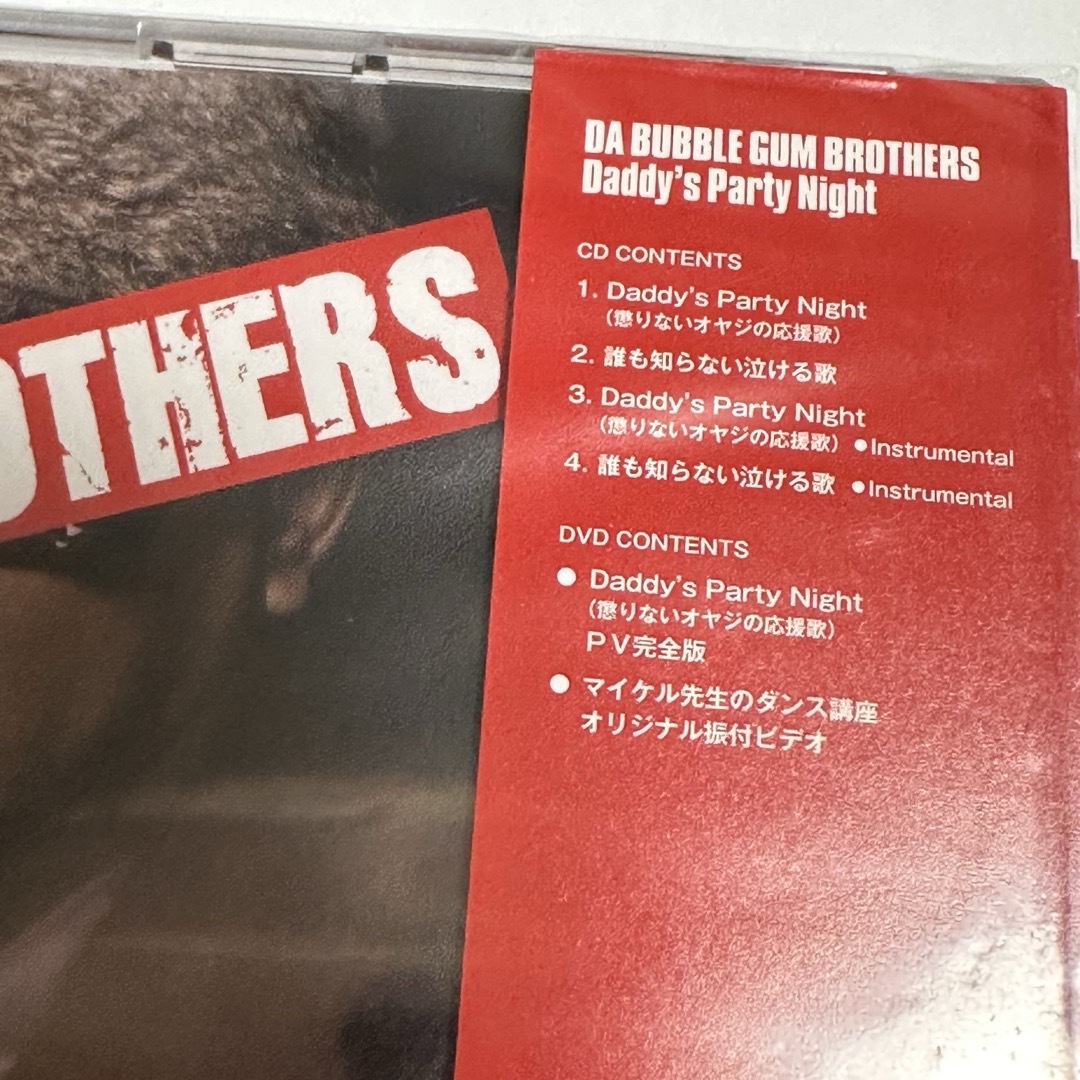 OTHERS
DA BUBBLE GUM BROTHERS
Daddy's Party Night
CD CONTENTS
1. Daddy's Party Night
(懲りないオヤジの応援歌)
2. 誰も知らない泣ける歌
3. Daddy's Party Night
(懲りないオヤジの応援歌) ●Instrumental
4. 誰も知らない泣ける歌 ●Instrumental
DVD CONTENTS
● Daddy's Party Night
(懲りないオヤジの応援歌)
PV完全版
● マイケル先生のダンス講座
オリジナル振付ビデオ